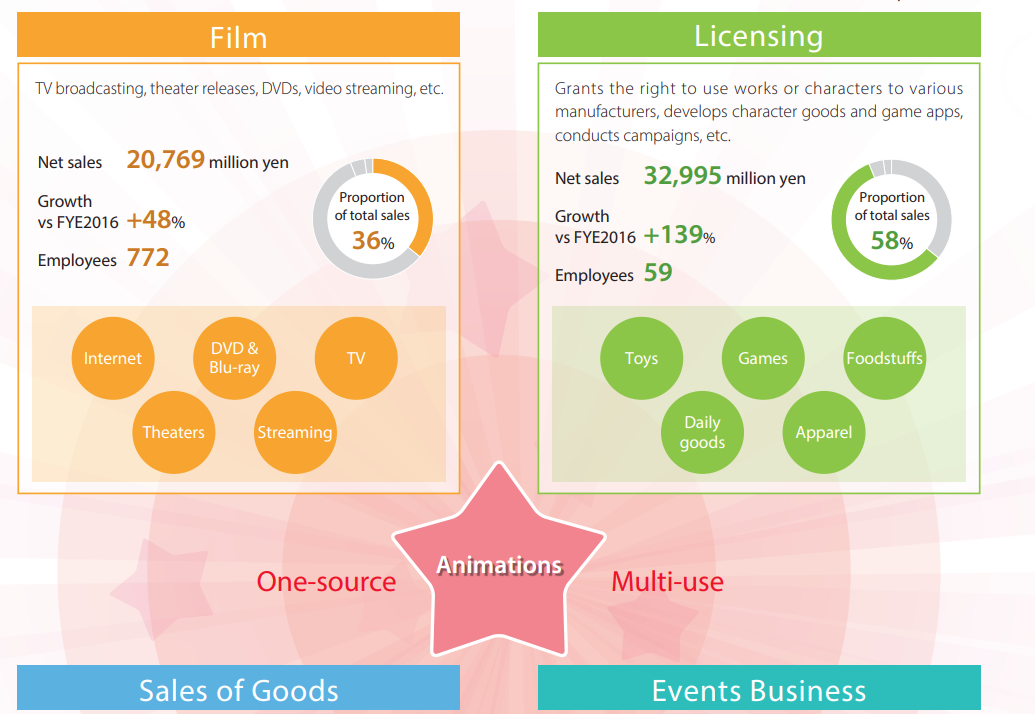 Film
TV broadcasting, theater releases, DVDs, video streaming, etc.
Net sales 20,769 million yen
Growth
vs FYE2016 +48%
Employees 772
Proportion
of total sales
36%
Internet
DVD &
Blu-ray
TV
Theaters
Streaming
Licensing
Grants the right to use works or characters to various
manufacturers, develops character goods and game apps,
conducts campaigns, etc.
Net sales 32,995 million yen
Growth
vs FYE2016 +139%
Employees 59
Proportion
of total sales
58%
Toys
Games
Foodstuffs
Daily
goods
Apparel
One-source
Animations
Multi-use
Sales of Goods
Events Business